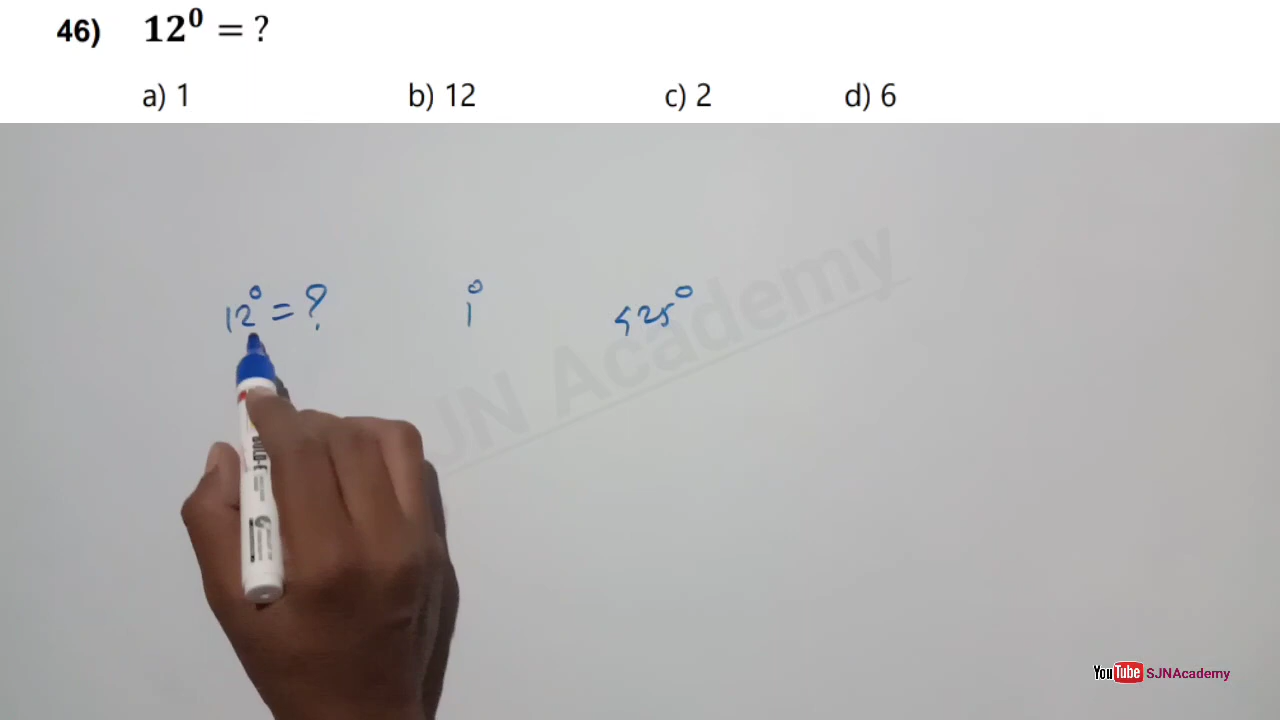 46) 12⁰ = ?
a) 1 b) 12 c) 2 d) 6
12⁰ = ? 1⁰ 525⁰
SJN Academy
YouTube SJNAcademy